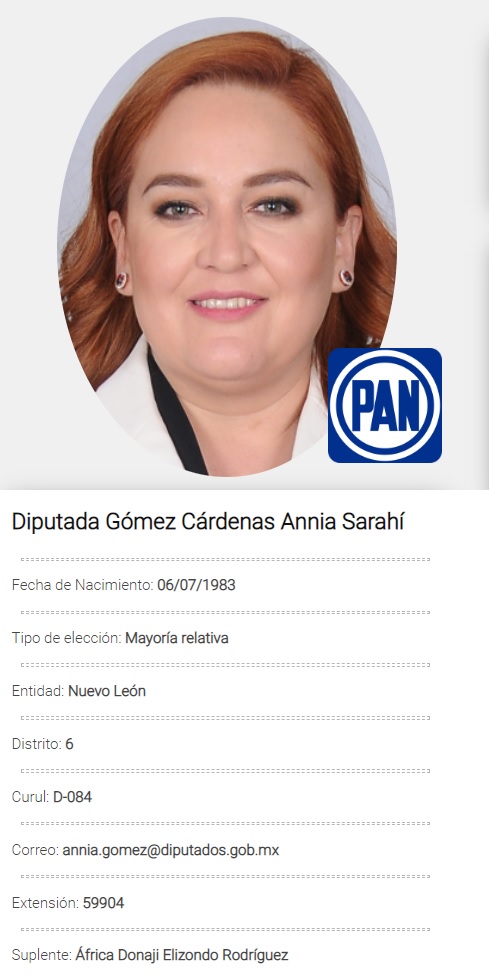 PAN
Diputada Gómez Cárdenas Annia Sarahí
Fecha de Nacimiento: 06/07/1983
Tipo de elección: Mayoría relativa
Entidad: Nuevo León
Distrito: 6
Curul: D-084
Correo: annia.gomez@diputados.gob.mx
Extensión: 59904
Suplente: África Donaji Elizondo Rodríguez